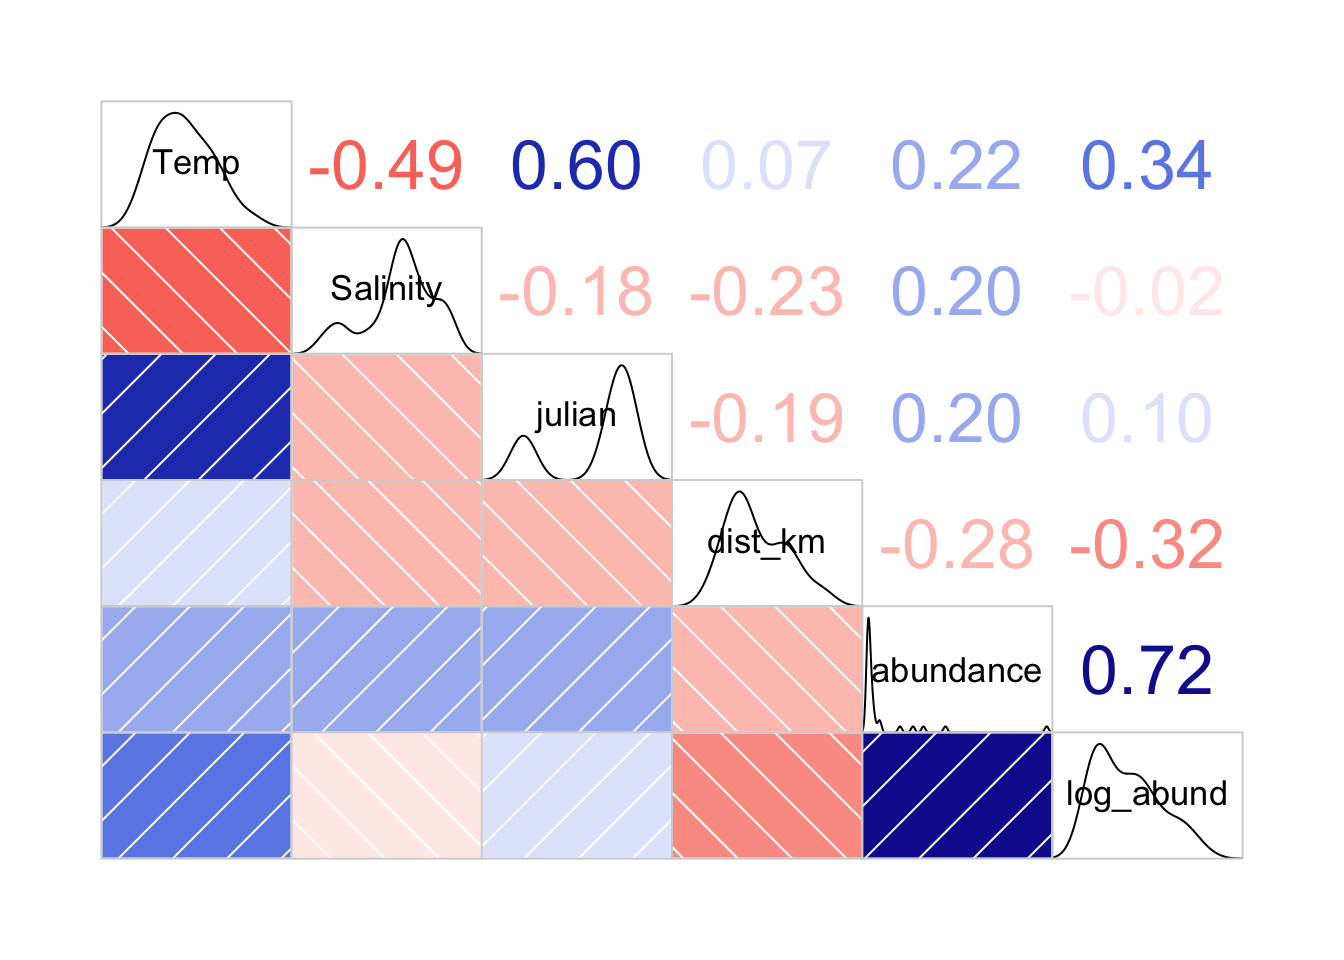 Temp -0.49 0.60 0.07 0.22 0.34
Salinity -0.18 -0.23 0.20 -0.02
julian -0.19 0.20 0.10
dist_km -0.28 -0.32
abundance 0.72
log_abund